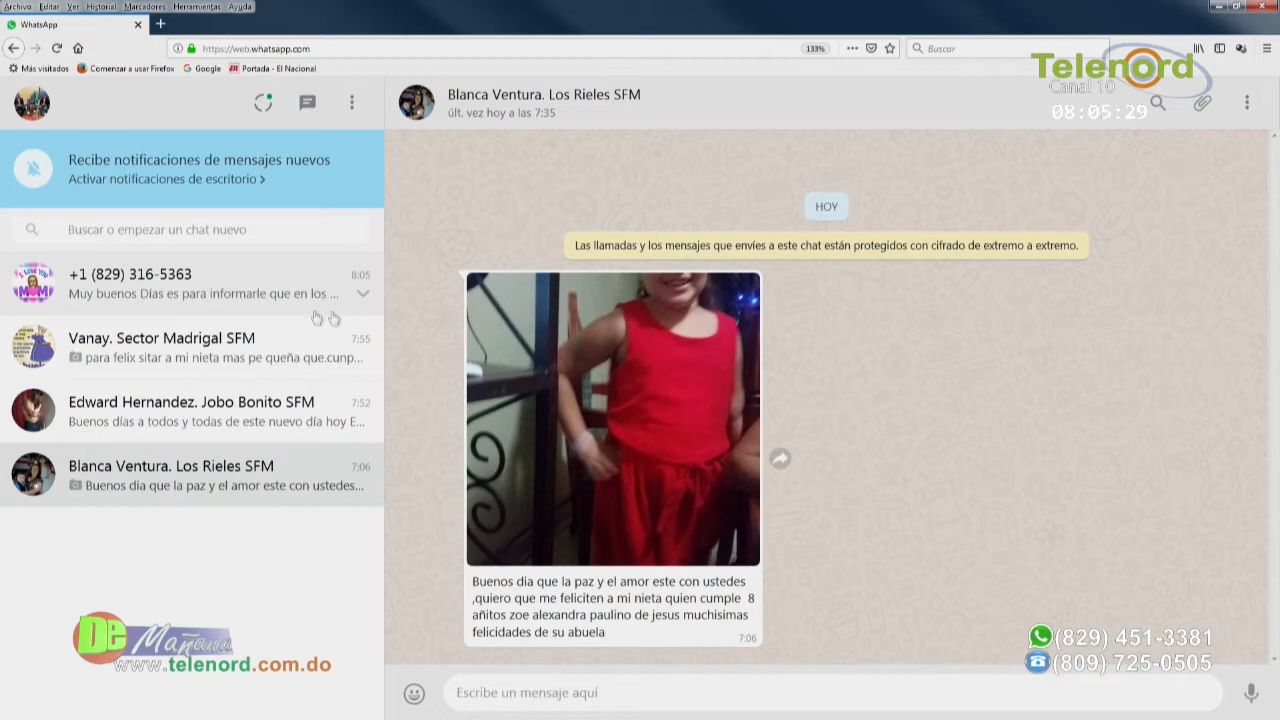 Archivo Editar Ver Historial Marcadores Herramientas Ayuda
WhatsApp
https://web.whatsapp.com
133%
Buscar
Más visitados Comenzar a usar Firefox Google Portada - El Nacional
Telenord
Canal 10
08:05:29
Blanca Ventura. Los Rieles SFM
últ. vez hoy a las 7:35
Recibe notificaciones de mensajes nuevos
Activar notificaciones de escritorio >
Buscar o empezar un chat nuevo
+1 (829) 316-5363 8:05
Muy buenos Días es para informarle que en los ...
Vanay. Sector Madrigal SFM 7:55
para felix sitar a mi nieta mas pe queña que.cunp...
Edward Hernandez. Jobo Bonito SFM 7:52
Buenos días a todos y todas de este nuevo día hoy E...
Blanca Ventura. Los Rieles SFM 7:06
Buenos dia que la paz y el amor este con ustedes...
HOY
Las llamadas y los mensajes que envíes a este chat están protegidos con cifrado de extremo a extremo.
Buenos dia que la paz y el amor este con ustedes
,quiero que me feliciten a mi nieta quien cumple 8
añitos zoe alexandra paulino de jesus muchisimas
felicidades de su abuela
7:06
De Mañana
www.telenord.com.do
(829) 451-3381
(809) 725-0505
Escribe un mensaje aquí